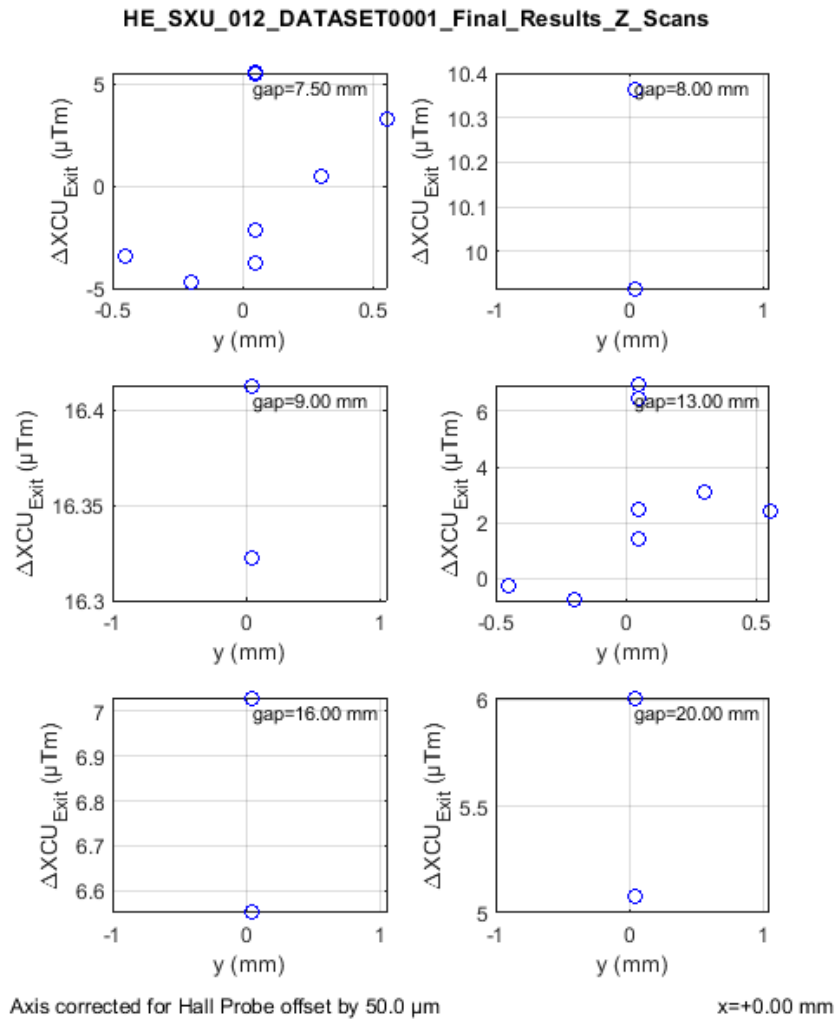 HE_SXU_012_DATASET0001_Final_Results_Z_Scans
gap=7.50 mm
ΔXCU_Exit (µTm)
5
0
-5
-0.5 0 0.5
y (mm)
gap=8.00 mm
ΔXCU_Exit (µTm)
10.4
10.3
10.2
10.1
10
-1 0 1
y (mm)
gap=9.00 mm
ΔXCU_Exit (µTm)
16.4
16.35
16.3
-1 0 1
y (mm)
gap=13.00 mm
ΔXCU_Exit (µTm)
6
4
2
0
-0.5 0 0.5
y (mm)
gap=16.00 mm
ΔXCU_Exit (µTm)
7
6.9
6.8
6.7
6.6
-1 0 1
y (mm)
gap=20.00 mm
ΔXCU_Exit (µTm)
6
5.5
5
-1 0 1
y (mm)
Axis corrected for Hall Probe offset by 50.0 µm
x=+0.00 mm